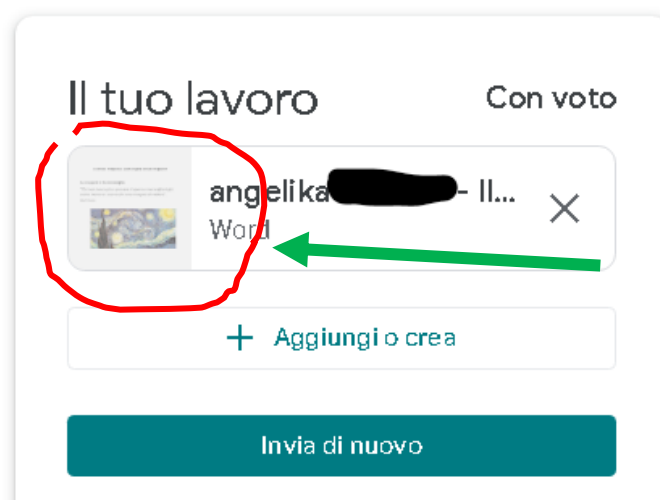 Il tuo lavoro
Con voto
angelika - Il...
Word
+ Aggiungi o crea
Invia di nuovo